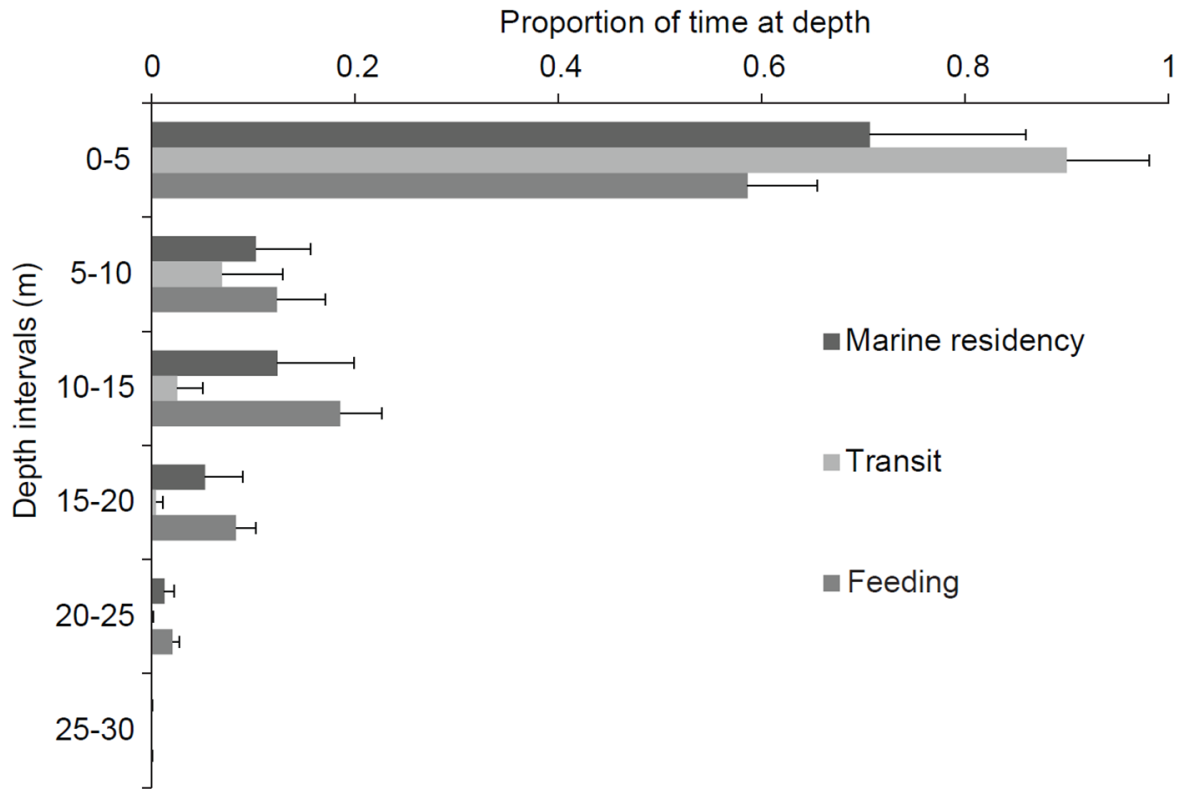 Proportion of time at depth
0 0.2 0.4 0.6 0.8 1
Depth intervals (m)
0-5
5-10
10-15
15-20
20-25
25-30
Marine residency
Transit
Feeding